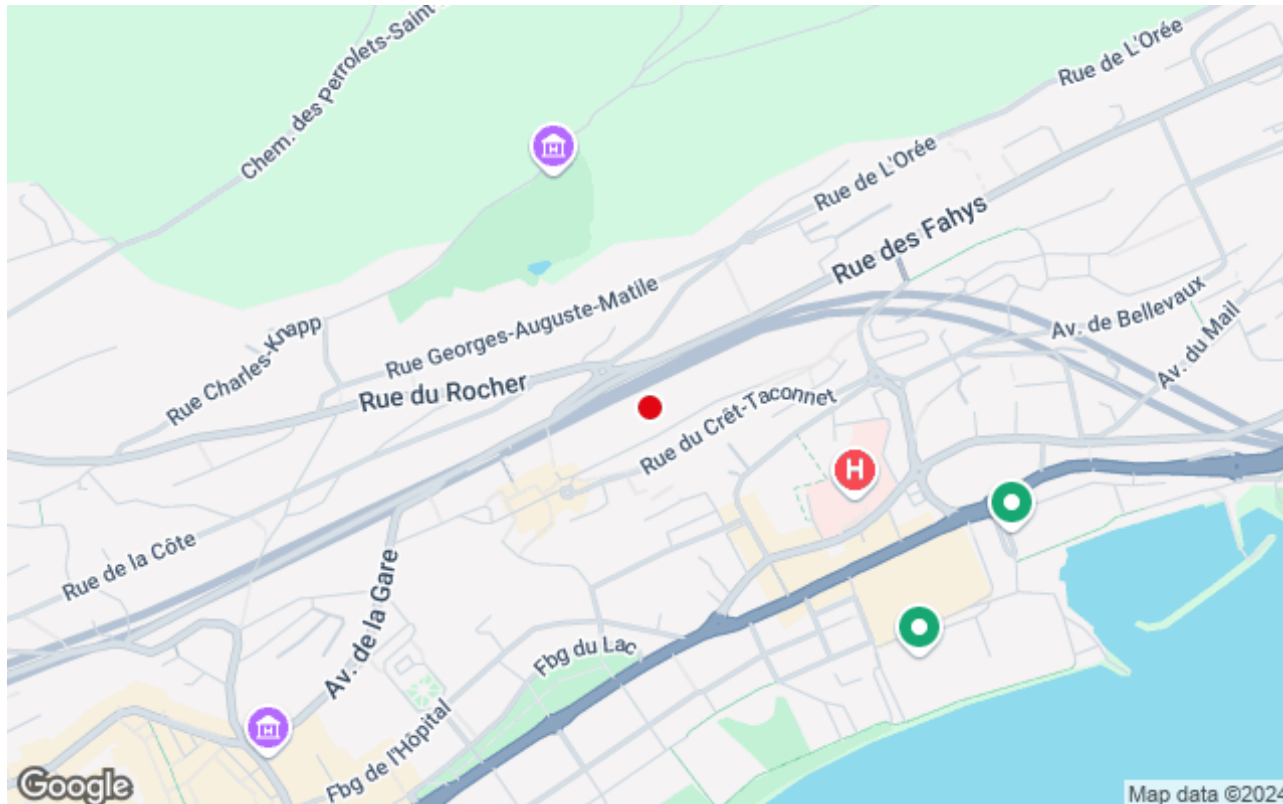 Chem. des Perrolets-Saint
Rue de L'Orée
Rue de L'Orée
Rue des Fahys
Rue Georges-Auguste-Matile
Rue Charles-Knapp
Rue du Rocher
Av. de Bellevaux
Av. du Mail
Rue du Crêt-Taconnet
H
Rue de la Côte
Av. de la Gare
Fbg du Lac
Fbg de l'Hôpital
Google
Map data ©2024